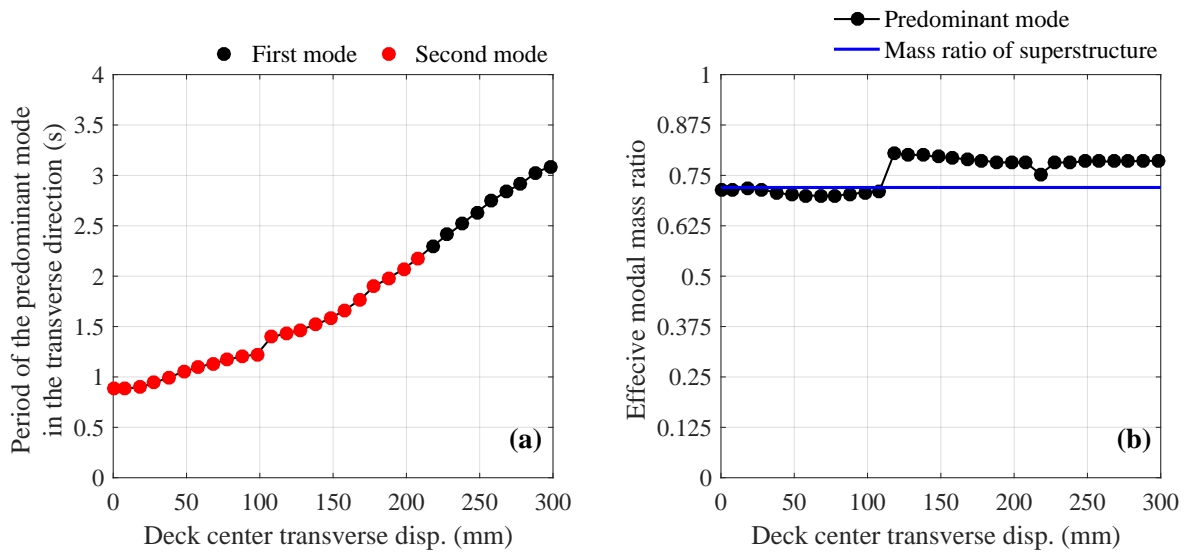 First mode
Second mode
4
3.5
3
2.5
2
1.5
1
0.5
0
Period of the predominant mode
in the transverse direction (s)
(a)
0
50
100
150
200
250
300
Deck center transverse disp. (mm)
Predominant mode
Mass ratio of superstructure
1
0.875
0.75
0.625
0.5
0.375
0.25
0.125
0
Effecive modal mass ratio
(b)
0
50
100
150
200
250
300
Deck center transverse disp. (mm)